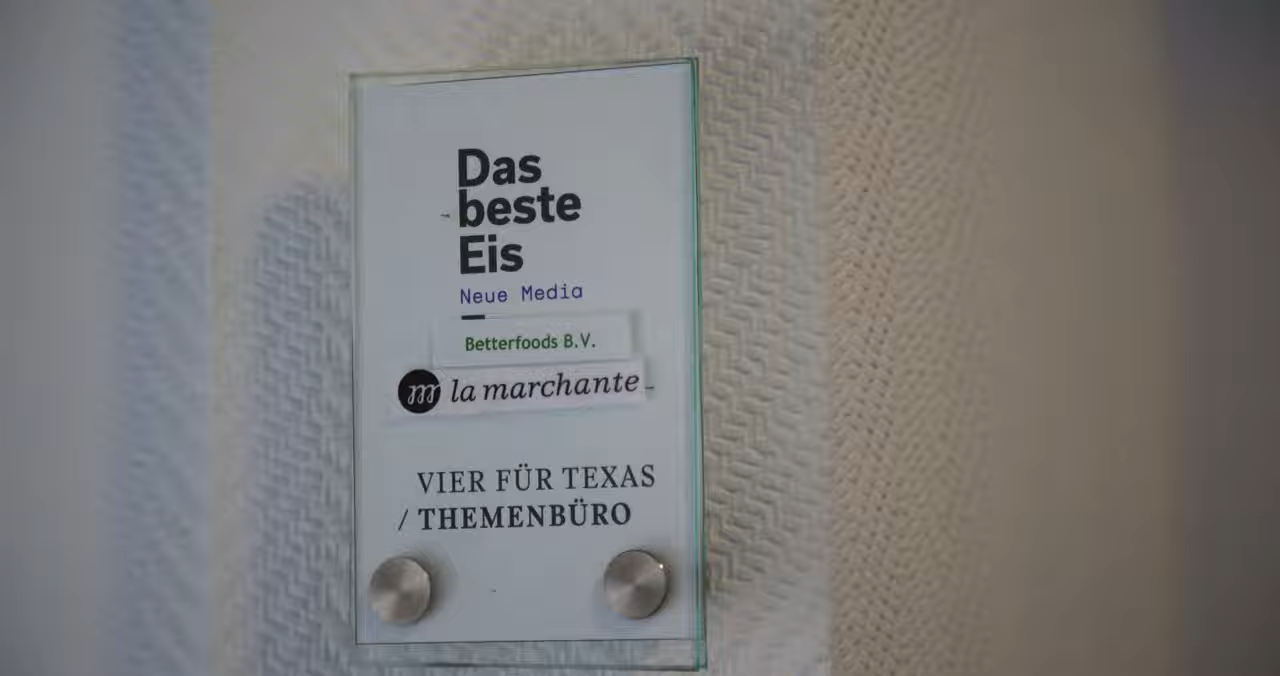 Das
beste
Eis
Neue Media
Betterfoods B.V.
m la marchante
VIER FÜR TEXAS
/ THEMENBÜRO